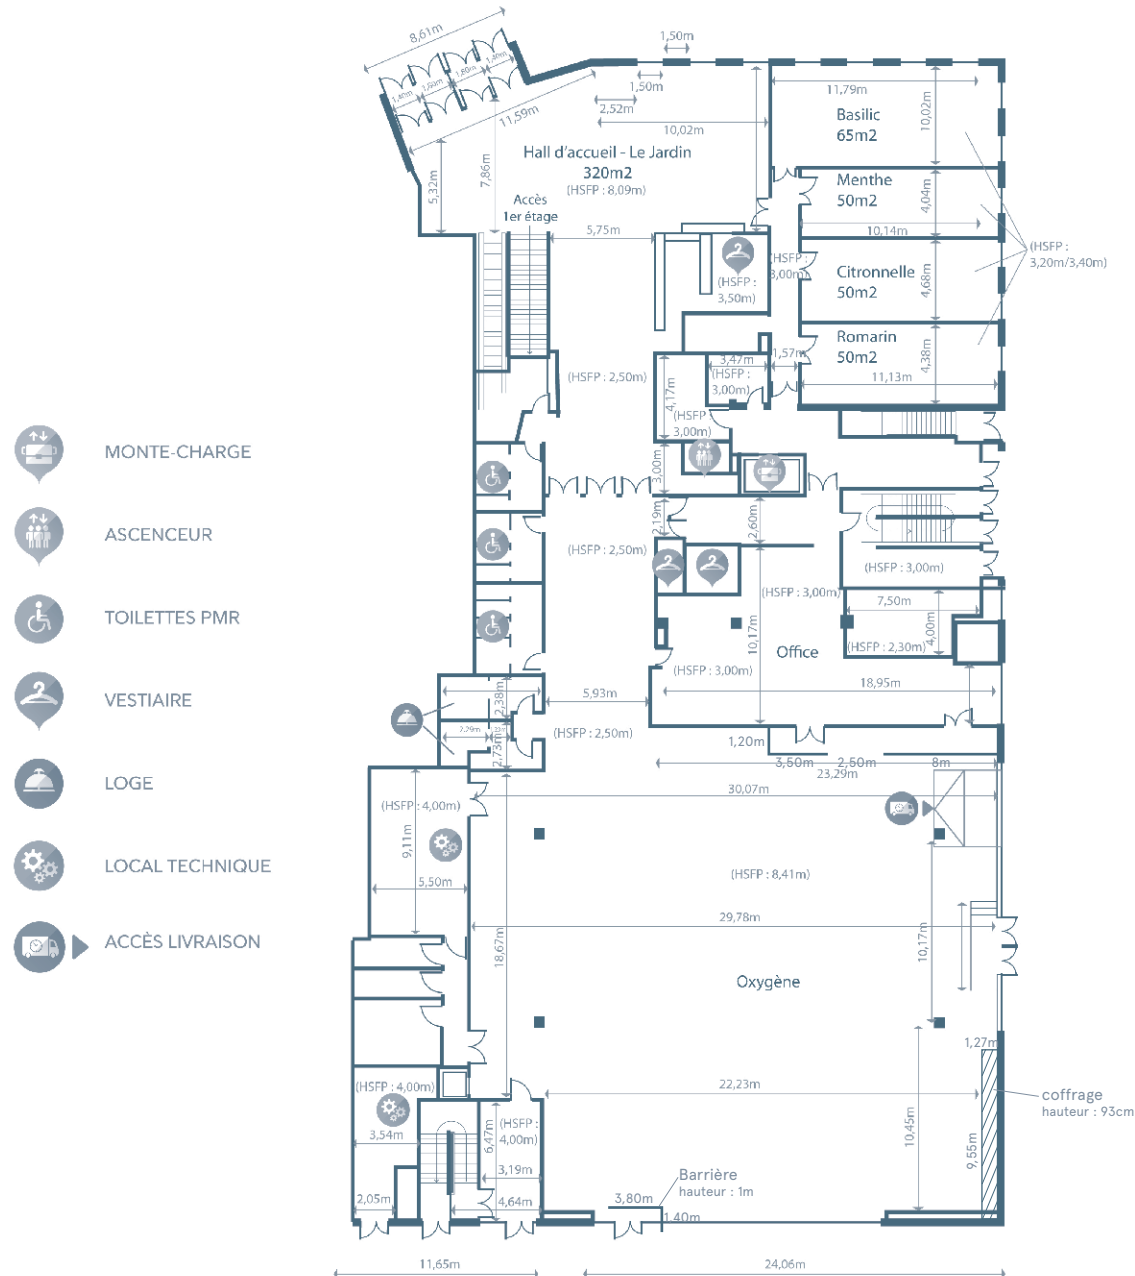 8,61m
1,50m
1,40m
1,60m
1,80m
1,40m
11,59m
1,50m
2,52m
10,02m
11,79m
10,02m
Basilic
65m2
Hall d'accueil - Le Jardin
320m2
(HSFP : 8,09m)
7,86m
5,32m
Accès
1er étage
5,75m
Menthe
50m2
4,04m
10,14m
(HSFP :
3,20m/3,40m)
(HSFP :
3,00m)
(HSFP :
3,50m)
Citronnelle
50m2
4,68m
Romarin
50m2
4,38m
11,13m
3,47m
1,57m
(HSFP :
3,00m)
(HSFP : 2,50m)
4,17m
(HSFP
3,00m)
3,00m
MONTE-CHARGE
ASCENCEUR
TOILETTES PMR
VESTIAIRE
LOGE
LOCAL TECHNIQUE
ACCÈS LIVRAISON
2,19m
2,60m
(HSFP : 2,50m)
(HSFP : 3,00m)
(HSFP : 3,00m)
7,50m
4,00m
(HSFP : 2,30m)
10,17m
Office
(HSFP : 3,00m)
18,95m
5,93m
2,38m
2,29m
2,73m
(HSFP : 2,50m)
1,20m
3,50m
2,50m
8m
23,29m
30,07m
(HSFP : 4,00m)
9,11m
5,50m
(HSFP : 8,41m)
29,78m
18,67m
10,17m
Oxygène
1,27m
22,23m
coffrage
hauteur : 93cm
10,45m
9,55m
(HSFP : 4,00m)
3,54m
2,05m
6,47m
(HSFP :
4,00m)
3,19m
4,64m
Barrière
hauteur : 1m
3,80m
1,40m
11,65m
24,06m